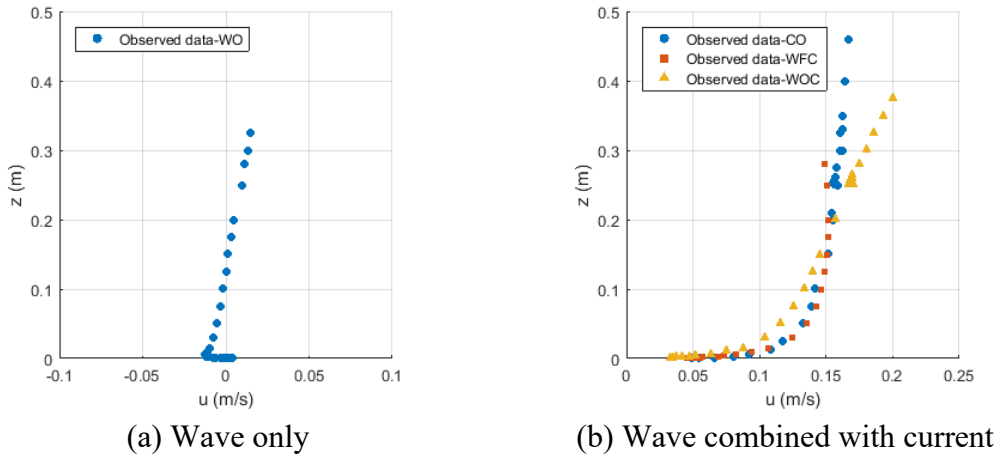 0.5
0.4
0.3
0.2
0.1
0
z (m)
Observed data-WO
-0.1
-0.05
0
0.05
0.1
u (m/s)
(a) Wave only
0.5
0.4
0.3
0.2
0.1
0
z (m)
Observed data-CO
Observed data-WFC
Observed data-WOC
0
0.05
0.1
0.15
0.2
0.25
u (m/s)
(b) Wave combined with current